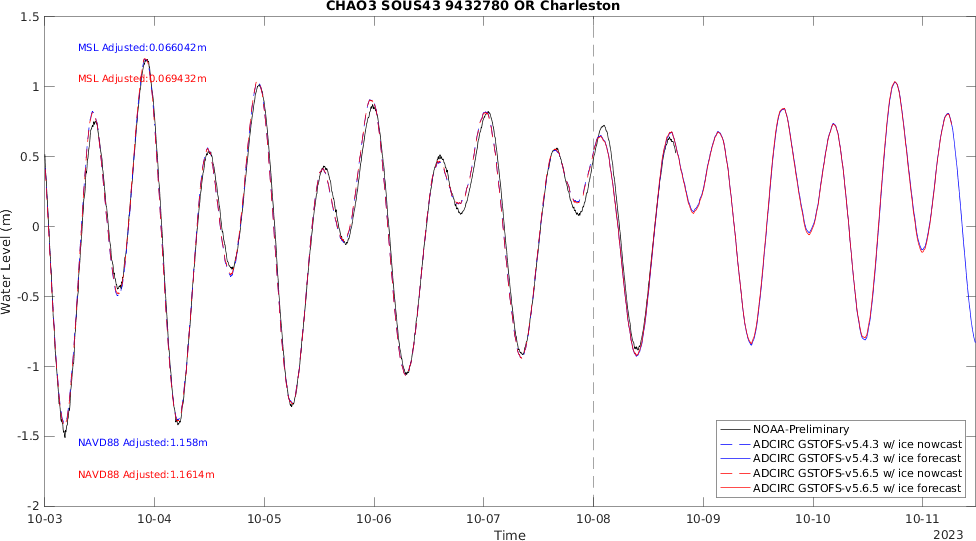 CHAO3 SOUS43 9432780 OR Charleston
1.5
1
0.5
0
-0.5
-1
-1.5
-2
Water Level (m)
MSL Adjusted:0.066042m
MSL Adjusted:0.069432m
NAVD88 Adjusted:1.158m
NAVD88 Adjusted:1.1614m
NOAA-Preliminary
ADCIRC GSTOFS-v5.4.3 w/ ice nowcast
ADCIRC GSTOFS-v5.4.3 w/ ice forecast
ADCIRC GSTOFS-v5.6.5 w/ ice nowcast
ADCIRC GSTOFS-v5.6.5 w/ ice forecast
10-03 10-04 10-05 10-06 10-07 10-08 10-09 10-10 10-11
Time
2023